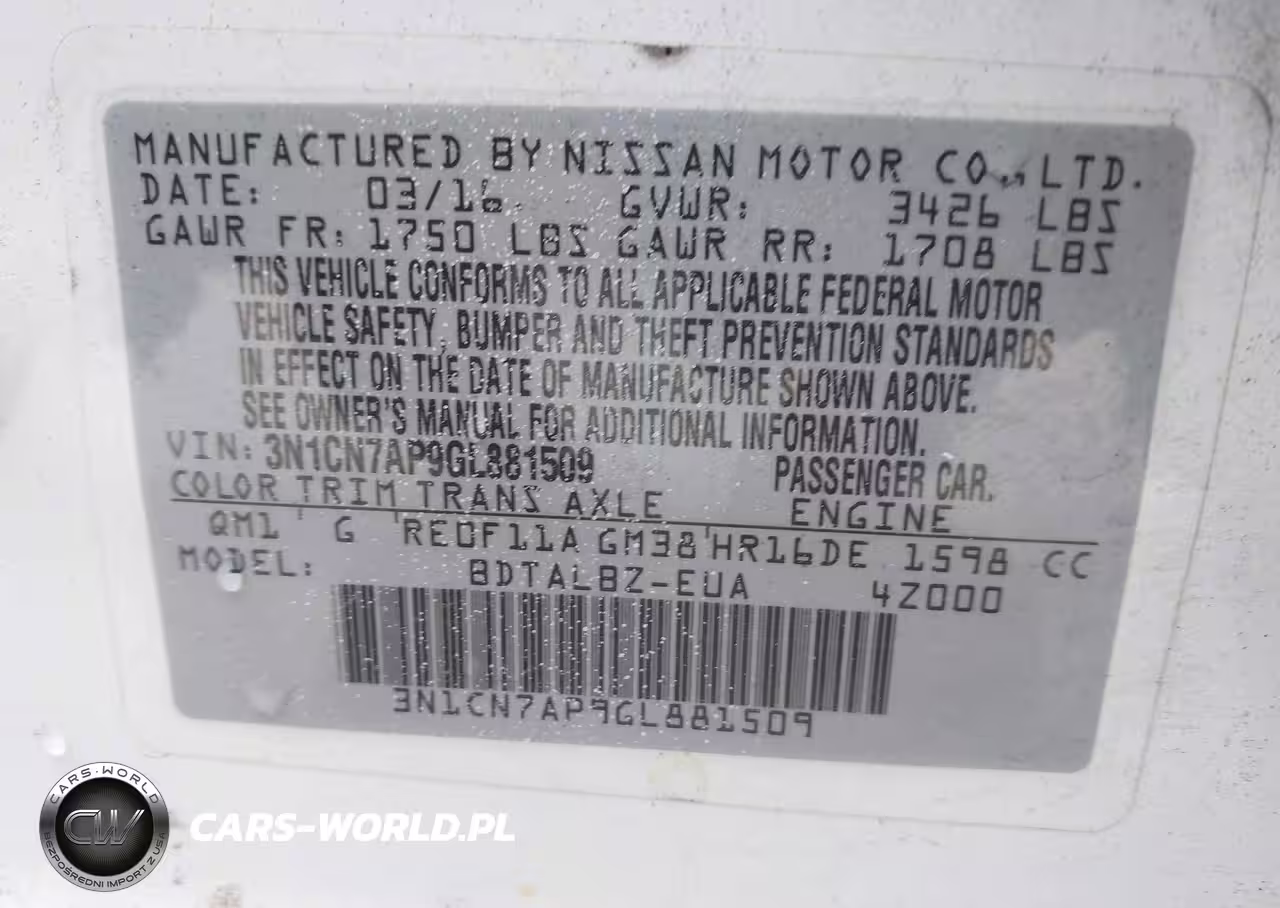 MANUFACTURED BY NISSAN MOTOR CO., LTD.
DATE: 03/16 GVWR: 3426 LBS
GAWR FR: 1750 LBS GAWR RR: 1708 LBS
THIS VEHICLE CONFORMS TO ALL APPLICABLE FEDERAL MOTOR
VEHICLE SAFETY, BUMPER AND THEFT PREVENTION STANDARDS
IN EFFECT ON THE DATE OF MANUFACTURE SHOWN ABOVE.
SEE OWNER'S MANUAL FOR ADDITIONAL INFORMATION.
VIN: 3N1CN7AP9GL881509 PASSENGER CAR.
COLOR TRIM TRANS AXLE ENGINE
QM1 G RE0F11A GM38 HR16DE 1598 CC
MODEL: BDTALBZ-EUA 4Z000
3N1CN7AP9GL881509
CARS-WORLD
CW
BEZPOŚREDNI IMPORT Z USA
CARS-WORLD.PL